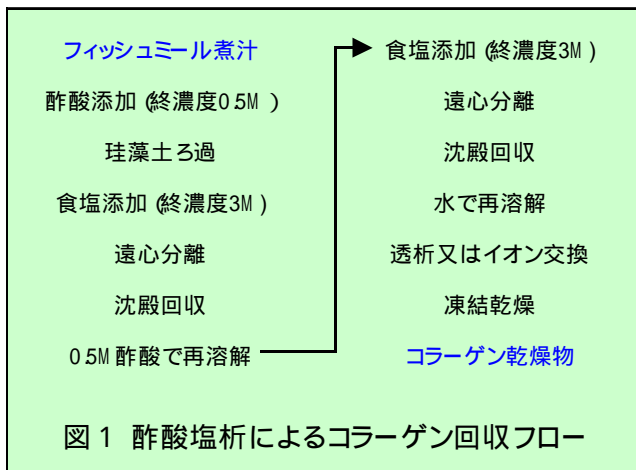 フィッシュミール煮汁
酢酸添加 (終濃度0.5M )
珪藻土ろ過
食塩添加 (終濃度3M )
遠心分離
沈殿回収
0.5M 酢酸で再溶解
食塩添加 (終濃度3M )
遠心分離
沈殿回収
水で再溶解
透析又はイオン交換
凍結乾燥
コラーゲン乾燥物
図 1 酢酸塩析によるコラーゲン回収フロー